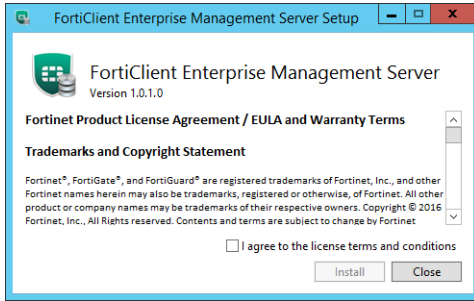 FortiClient Enterprise Management Server Setup
FortiClient Enterprise Management Server
Version 1.0.1.0
Fortinet Product License Agreement / EULA and Warranty Terms
Trademarks and Copyright Statement
Fortinet®, FortiGate®, and FortiGuard® are registered trademarks of Fortinet, Inc., and other
Fortinet names herein may also be trademarks, registered or otherwise, of Fortinet. All other
product or company names may be trademarks of their respective owners. Copyright © 2016
Fortinet, Inc., All Rights reserved. Contents and terms are subject to change by Fortinet
I agree to the license terms and conditions
Install Close